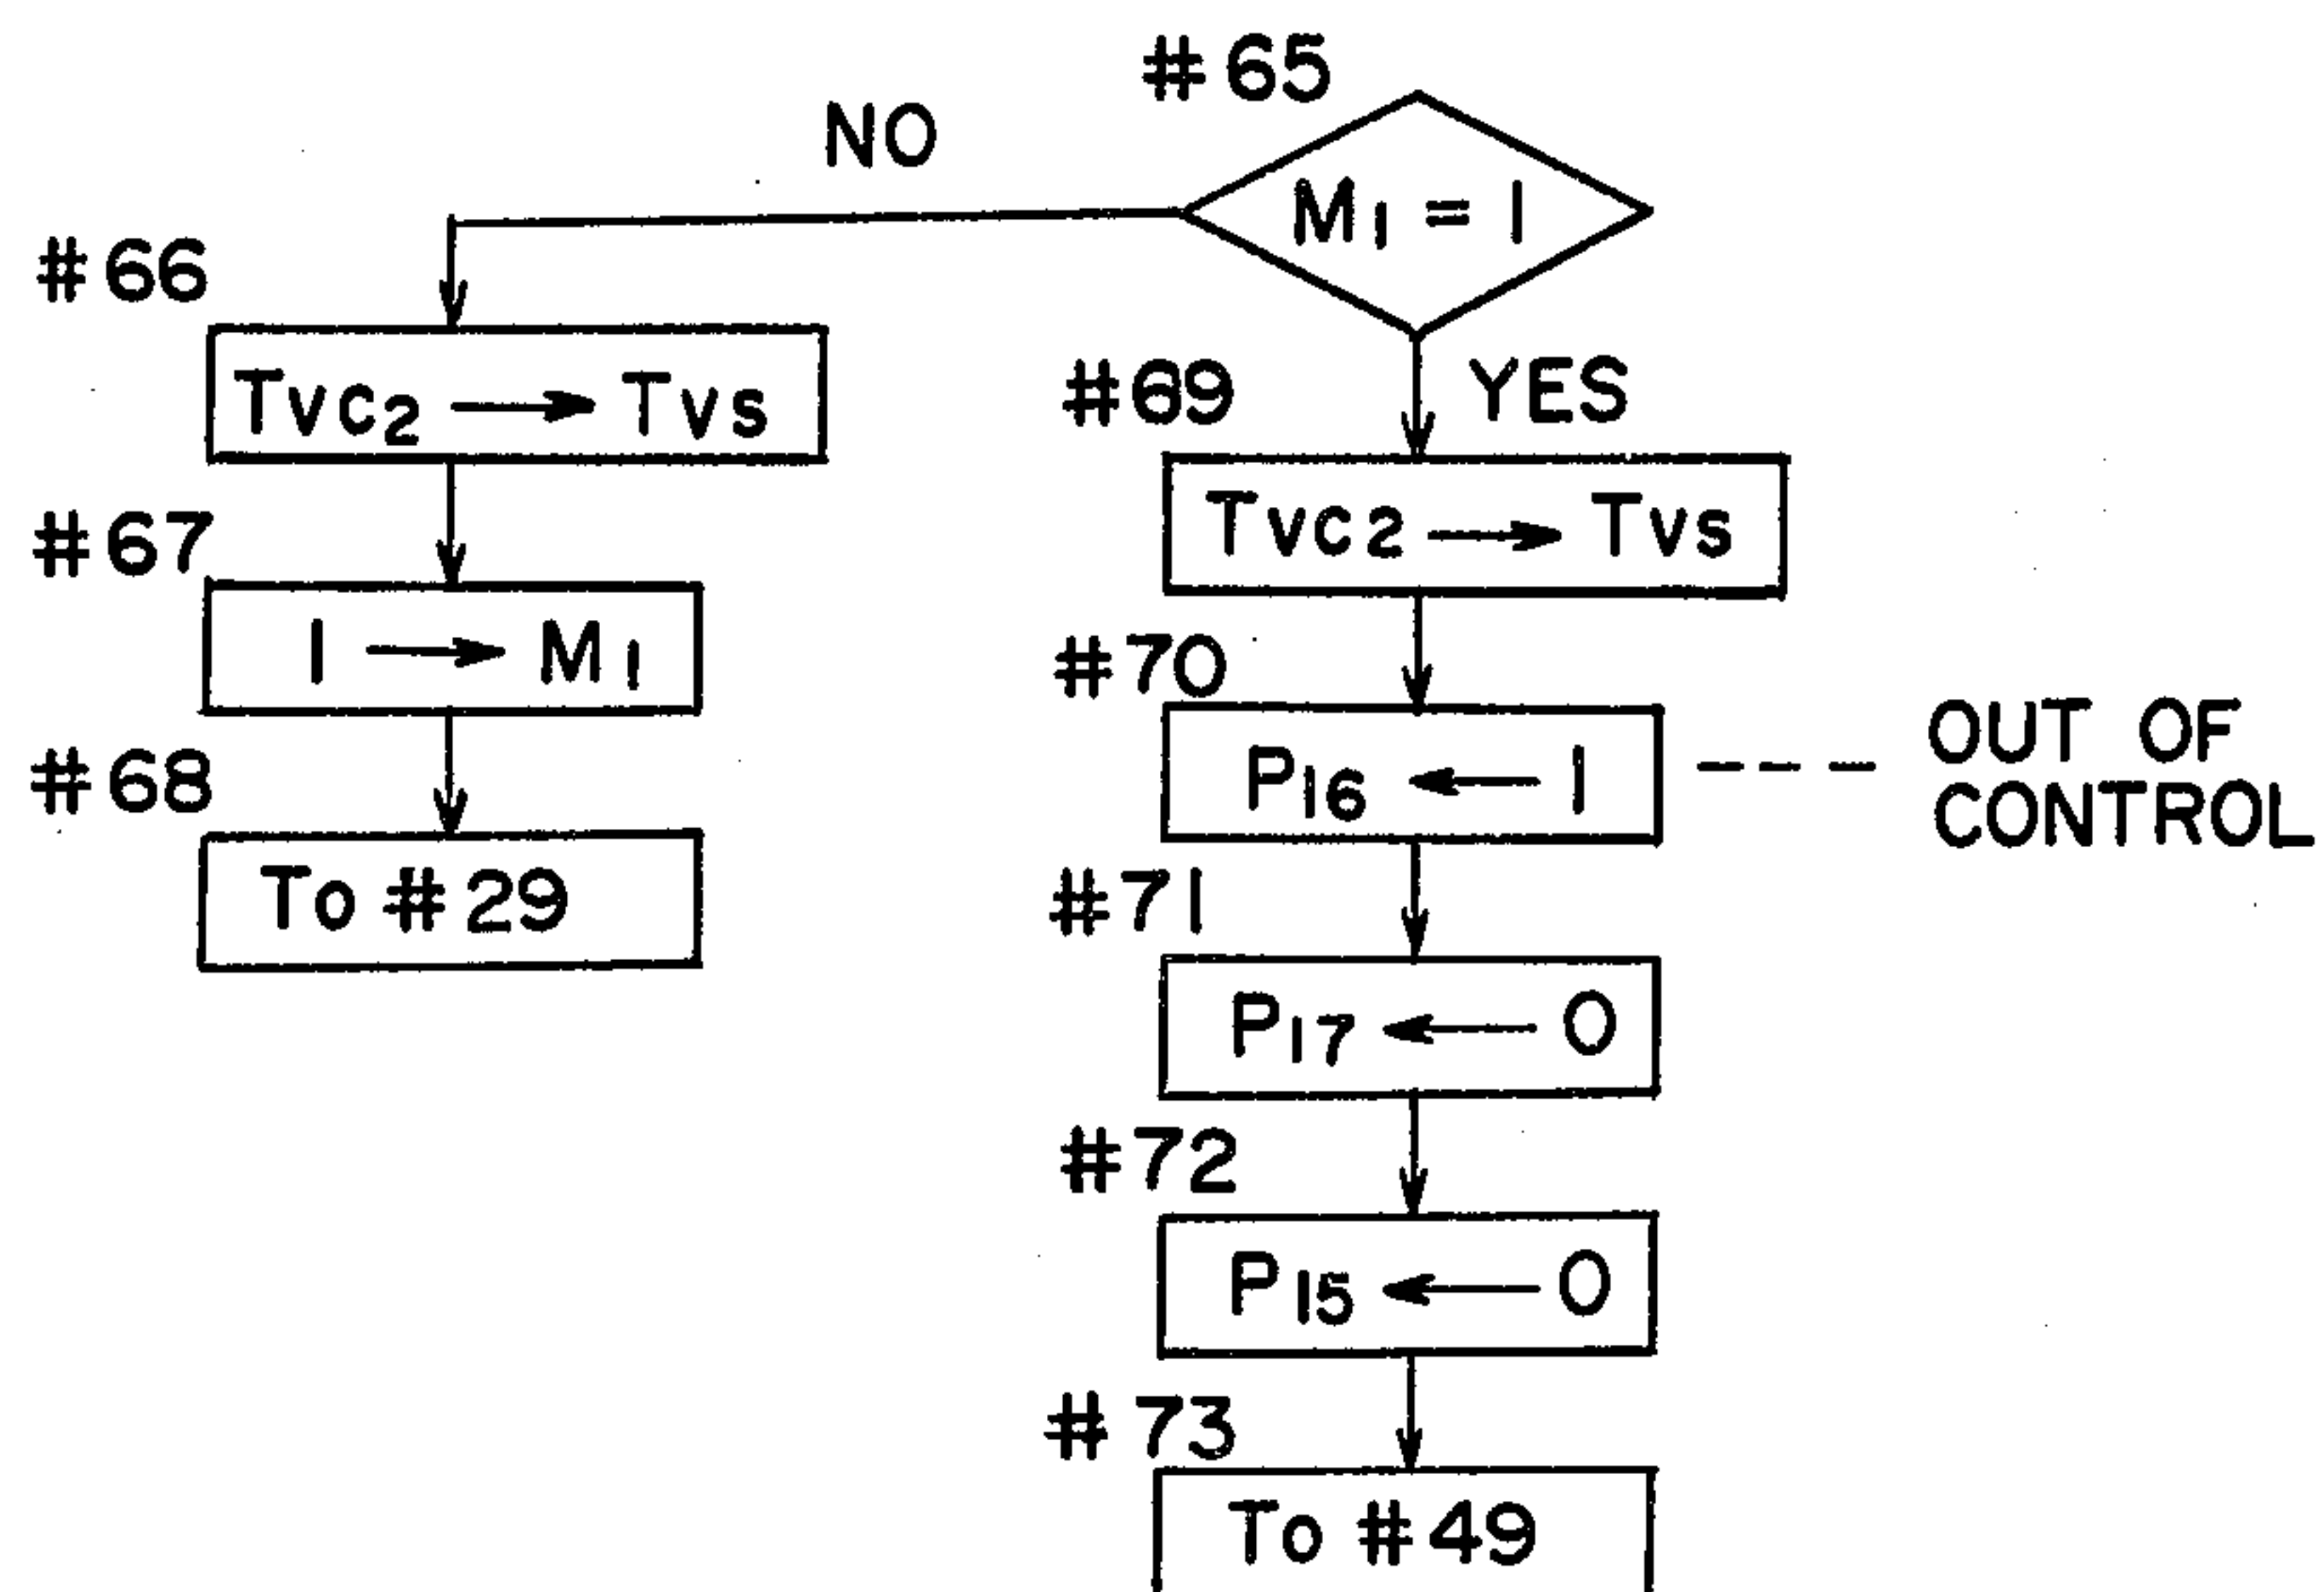 #65
M1 = 1
NO
#66
TVC2 → TVS
#67
1 → M1
#68
To #29
YES
#69
TVC2 → TVS
#70
P16 ← 1
OUT OF
CONTROL
#71
P17 ← 0
#72
P15 ← 0
#73
To #49